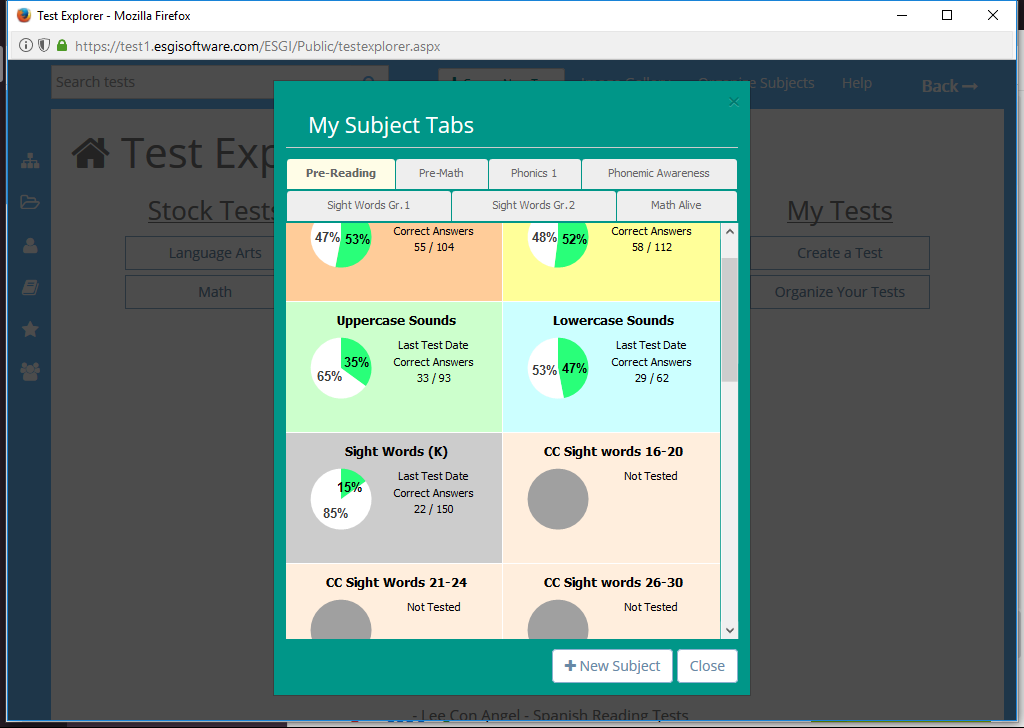 Test Explorer - Mozilla Firefox
https://test1.esgisoftware.com/ESGI/Public/testexplorer.aspx
Search tests
Subjects
Help
Back
My Subject Tabs
Test Exp
Pre-Reading
Pre-Math
Phonics 1
Phonemic Awareness
Sight Words Gr.1
Sight Words Gr.2
Math Alive
Stock Tests
My Tests
Language Arts
Math
Create a Test
Organize Your Tests
47% 53%
Correct Answers
55 / 104
48% 52%
Correct Answers
58 / 112
Uppercase Sounds
35%
65%
Last Test Date
Correct Answers
33 / 93
Lowercase Sounds
53% 47%
Last Test Date
Correct Answers
29 / 62
Sight Words (K)
15%
85%
Last Test Date
Correct Answers
22 / 150
CC Sight words 16-20
Not Tested
CC Sight Words 21-24
Not Tested
CC Sight words 26-30
Not Tested
New Subject
Close
- Lee Con Angel - Spanish Reading Tests